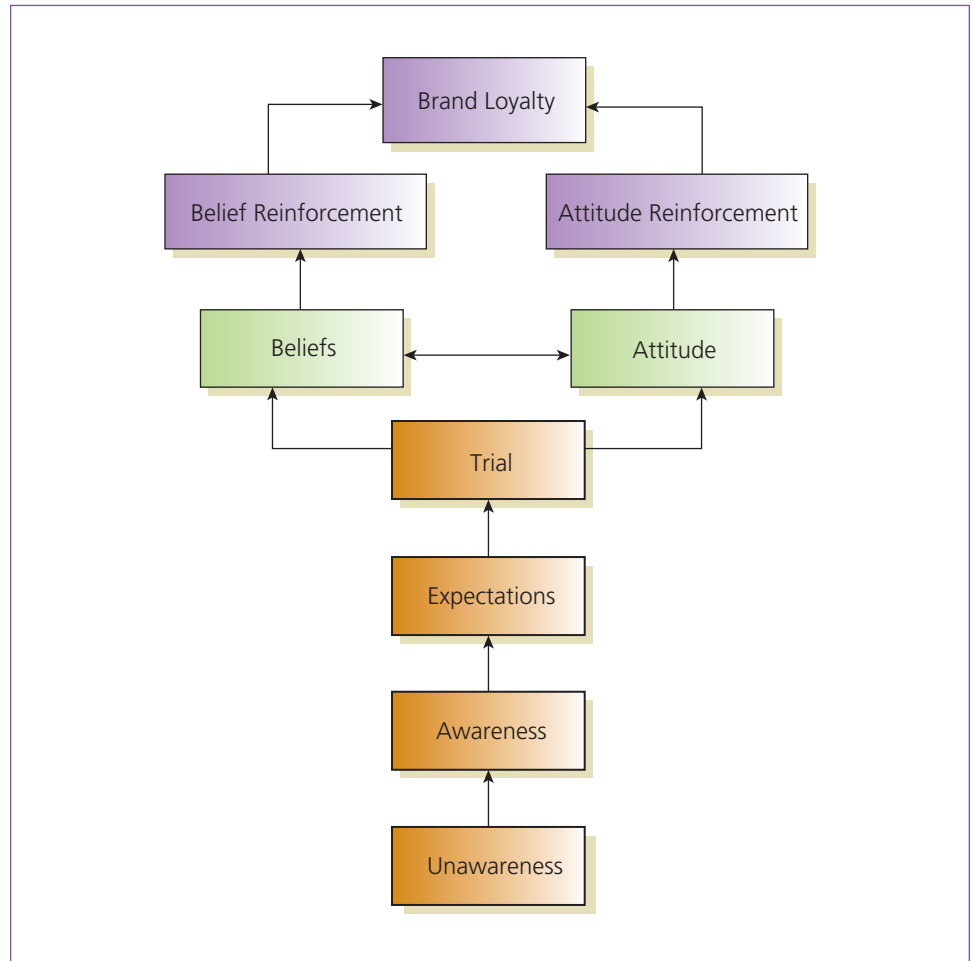 Brand Loyalty
Belief Reinforcement
Attitude Reinforcement
Beliefs
Attitude
Trial
Expectations
Awareness
Unawareness